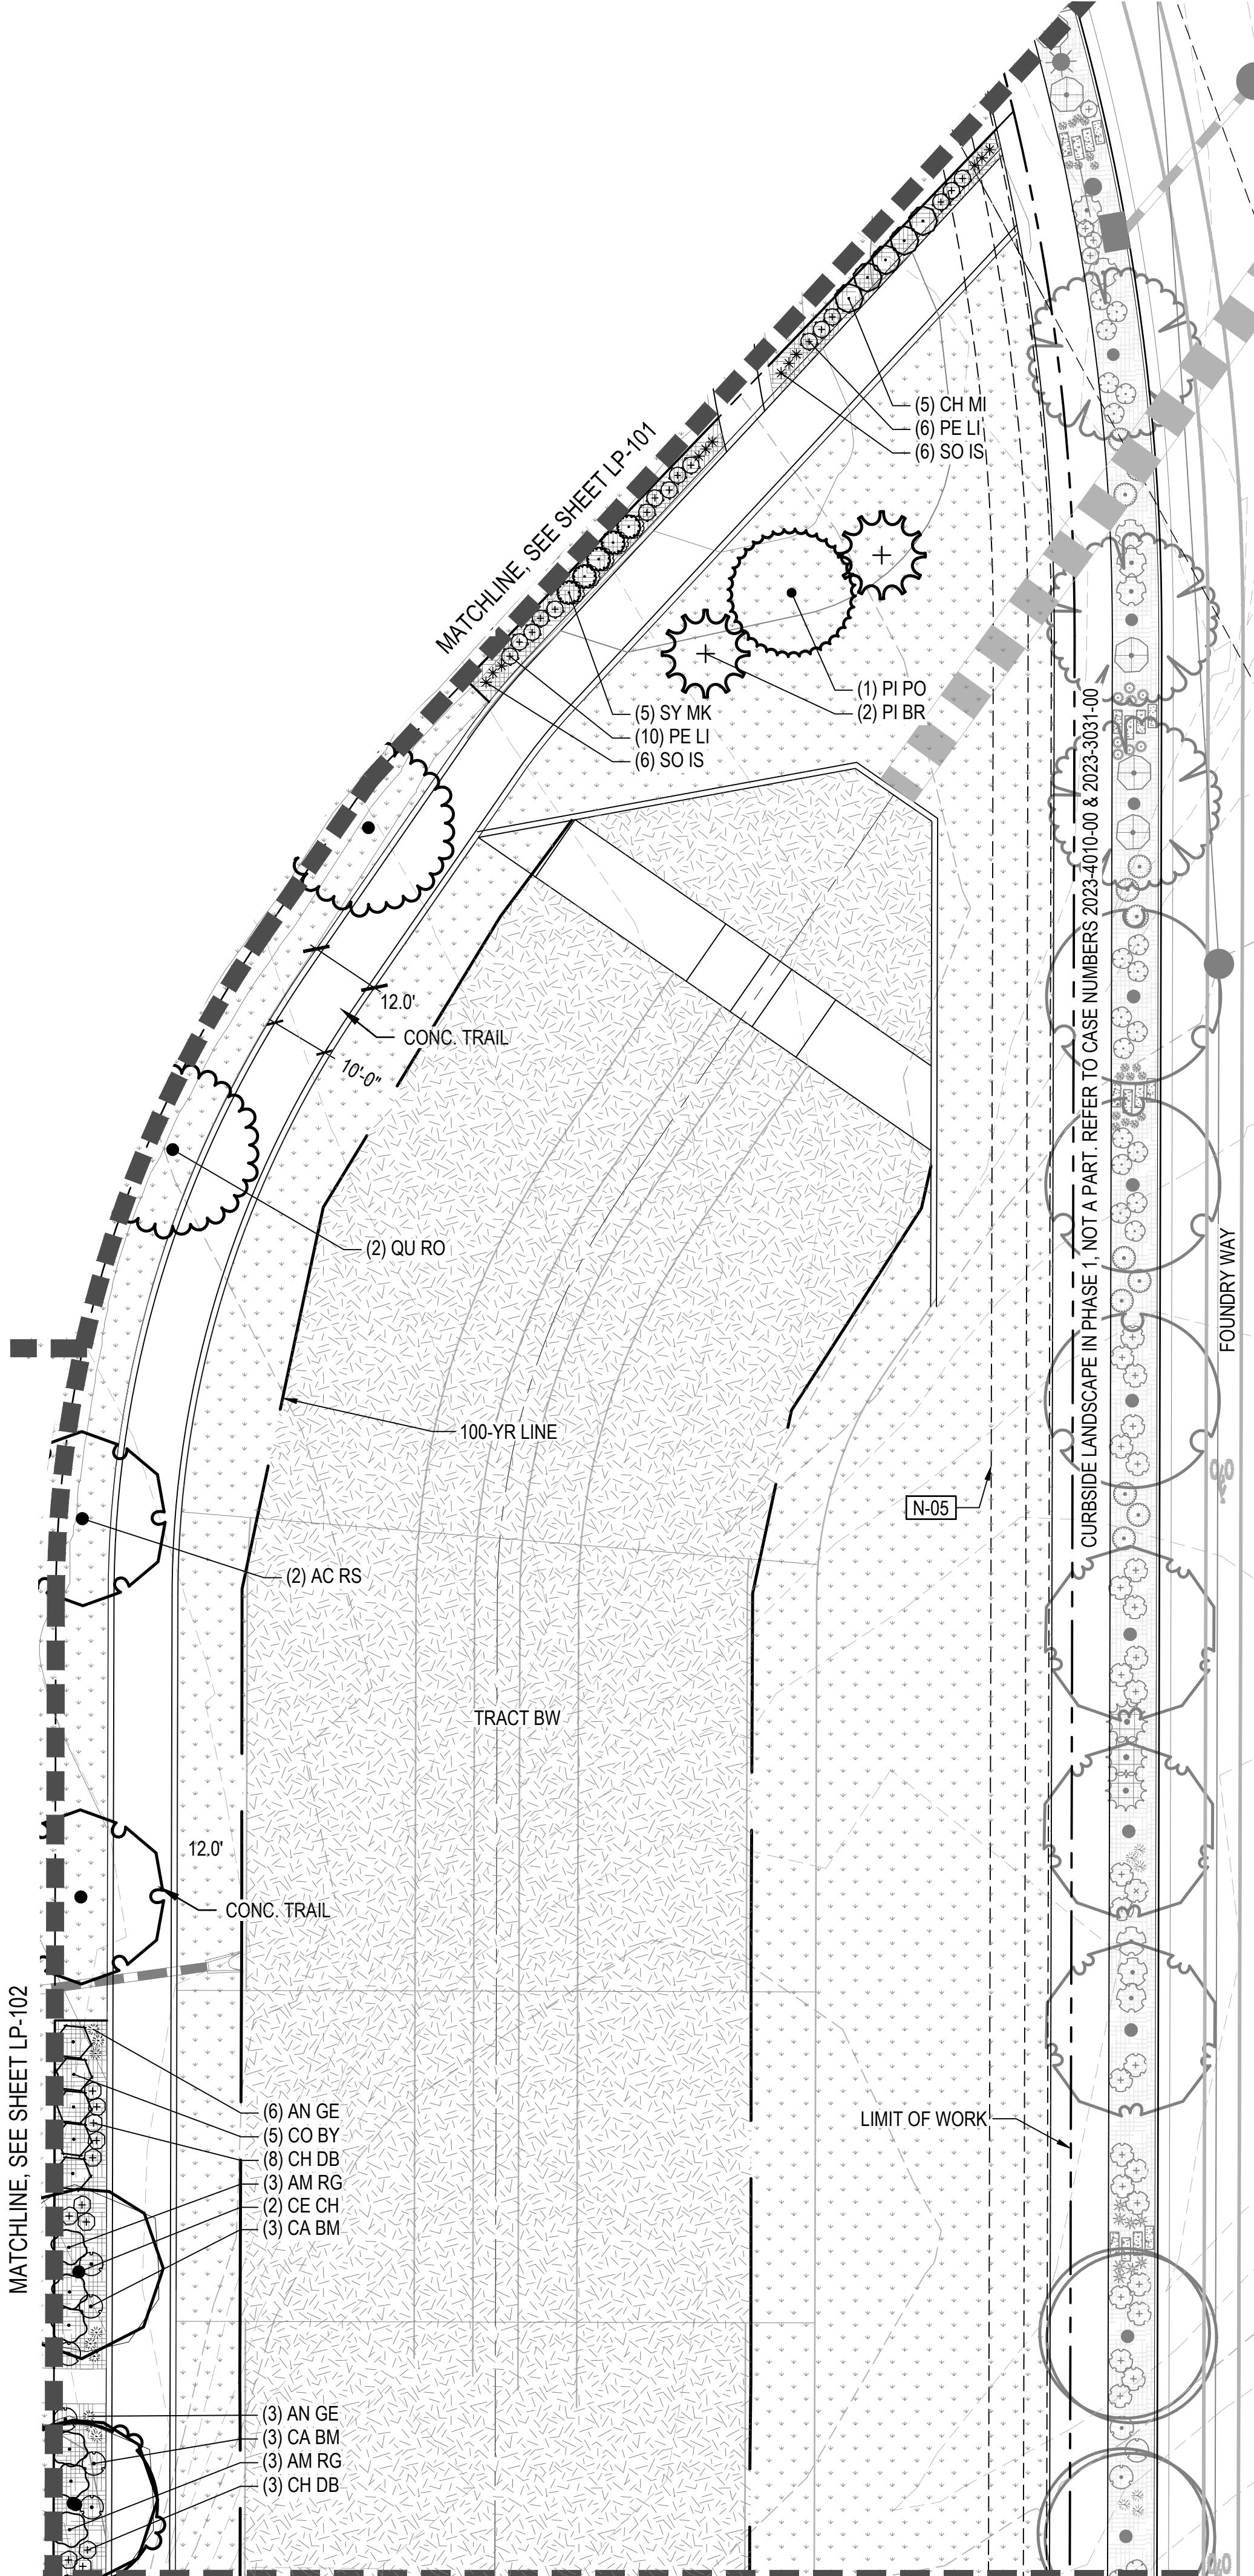 MATCHLINE, SEE SHEET LP-101
(5) CH MI
(6) PE LI
(6) SO IS
(1) PI PO
(2) PI BR
(5) SY MK
(10) PE LI
(6) SO IS
CURBSIDE LANDSCAPE IN PHASE 1, NOT A PART. REFER TO CASE NUMBERS 2023-4010-00 & 2023-3031-00
12.0'
CONC. TRAIL
10'-0"
(2) QU RO
FOUNDRY WAY
100-YR LINE
N-05
(2) AC RS
TRACT BW
12.0'
CONC. TRAIL
MATCHLINE, SEE SHEET LP-102
LIMIT OF WORK
(6) AN GE
(5) CO BY
(8) CH DB
(3) AM RG
(2) CE CH
(3) CA BM
(3) AN GE
(3) CA BM
(3) AM RG
(3) CH DB